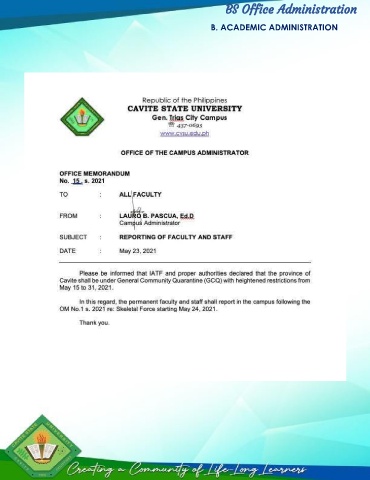 BS Office Administration
B. ACADEMIC ADMINISTRATION
Republic of the Philippines
CAVITE STATE UNIVERSITY
Gen. Trias City Campus
☏ 437-0693
www.cvsu.edu.ph
OFFICE OF THE CAMPUS ADMINISTRATOR
OFFICE MEMORANDUM
No. 15 s. 2021
TO : ALL FACULTY
FROM : LAURO B. PASCUA, Ed.D
Campus Administrator
SUBJECT : REPORTING OF FACULTY AND STAFF
DATE : May 23, 2021
Please be informed that IATF and proper authorities declared that the province of
Cavite shall be under General Community Quarantine (GCQ) with heightened restrictions from
May 15 to 31, 2021.
In this regard, the permanent faculty and staff shall report in the campus following the
OM No.1 s. 2021 re: Skeletal Force starting May 24, 2021.
Thank you.
Creating a Community of Life-Long Learners